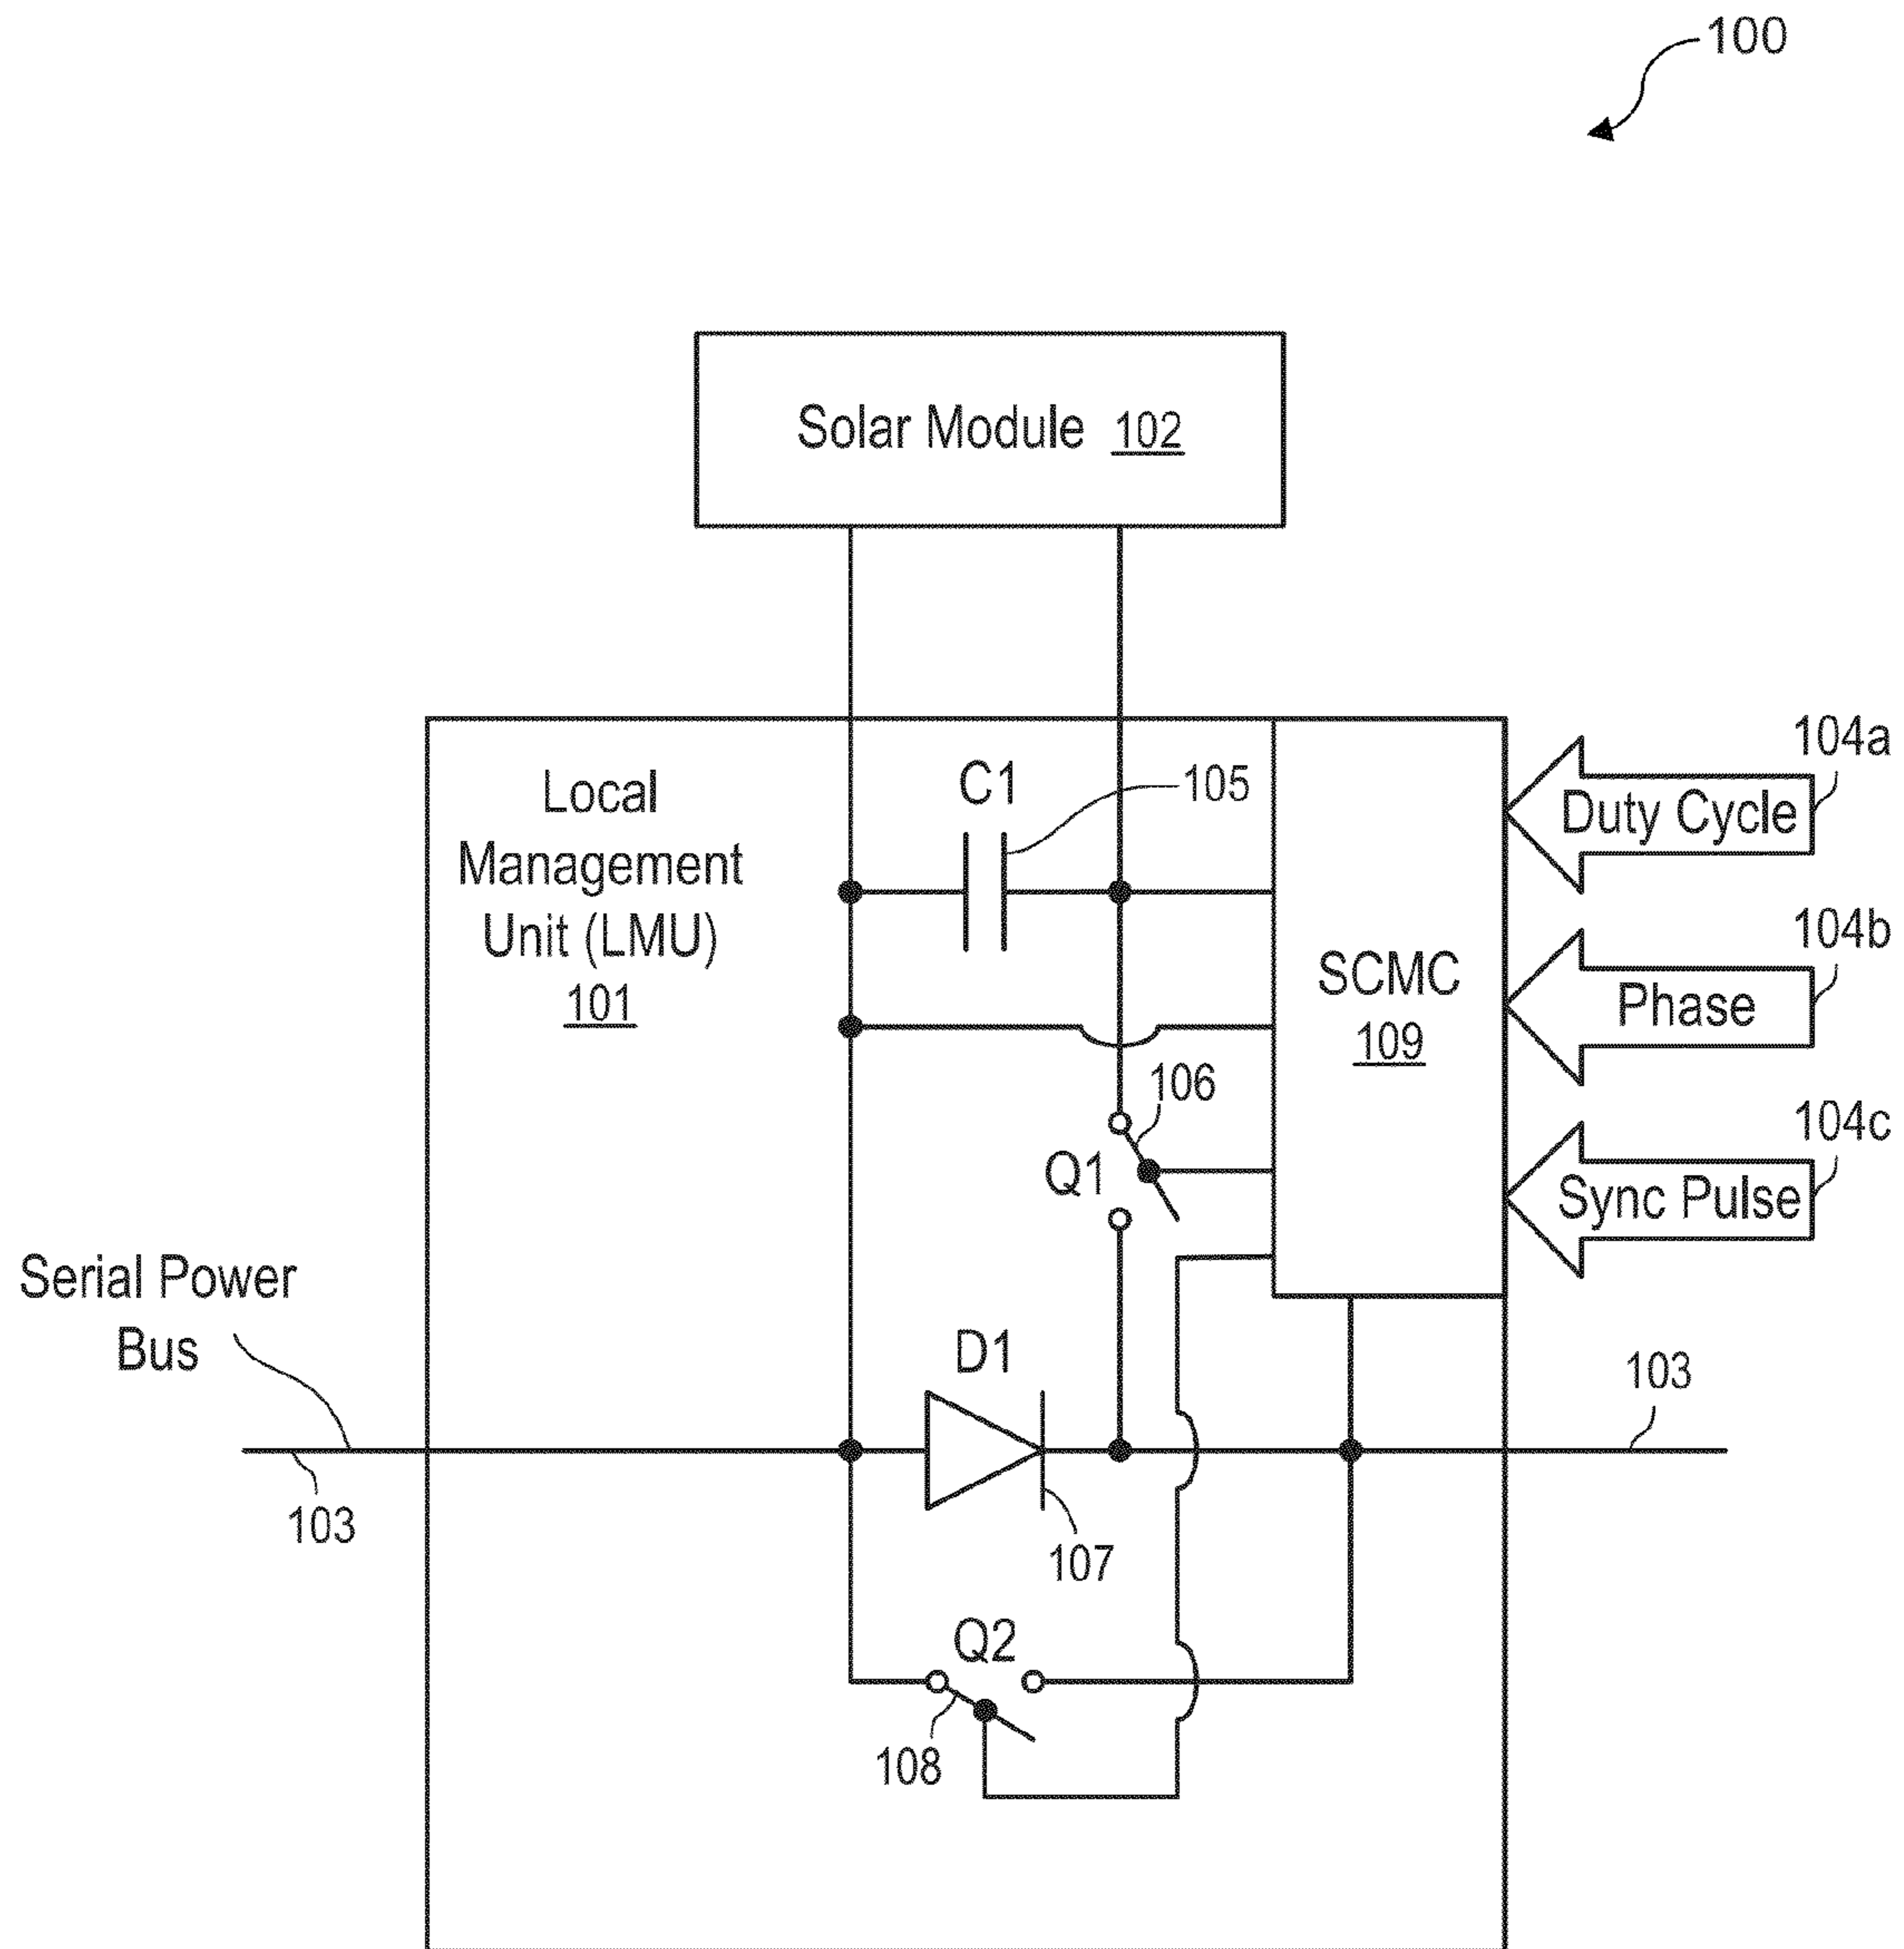 100
Solar Module 102
Local
Management
Unit (LMU)
101
C1
105
SCMC
109
104a
Duty Cycle
104b
Phase
104c
Sync Pulse
106
Q1
Serial Power
Bus
103
D1
107
103
Q2
108